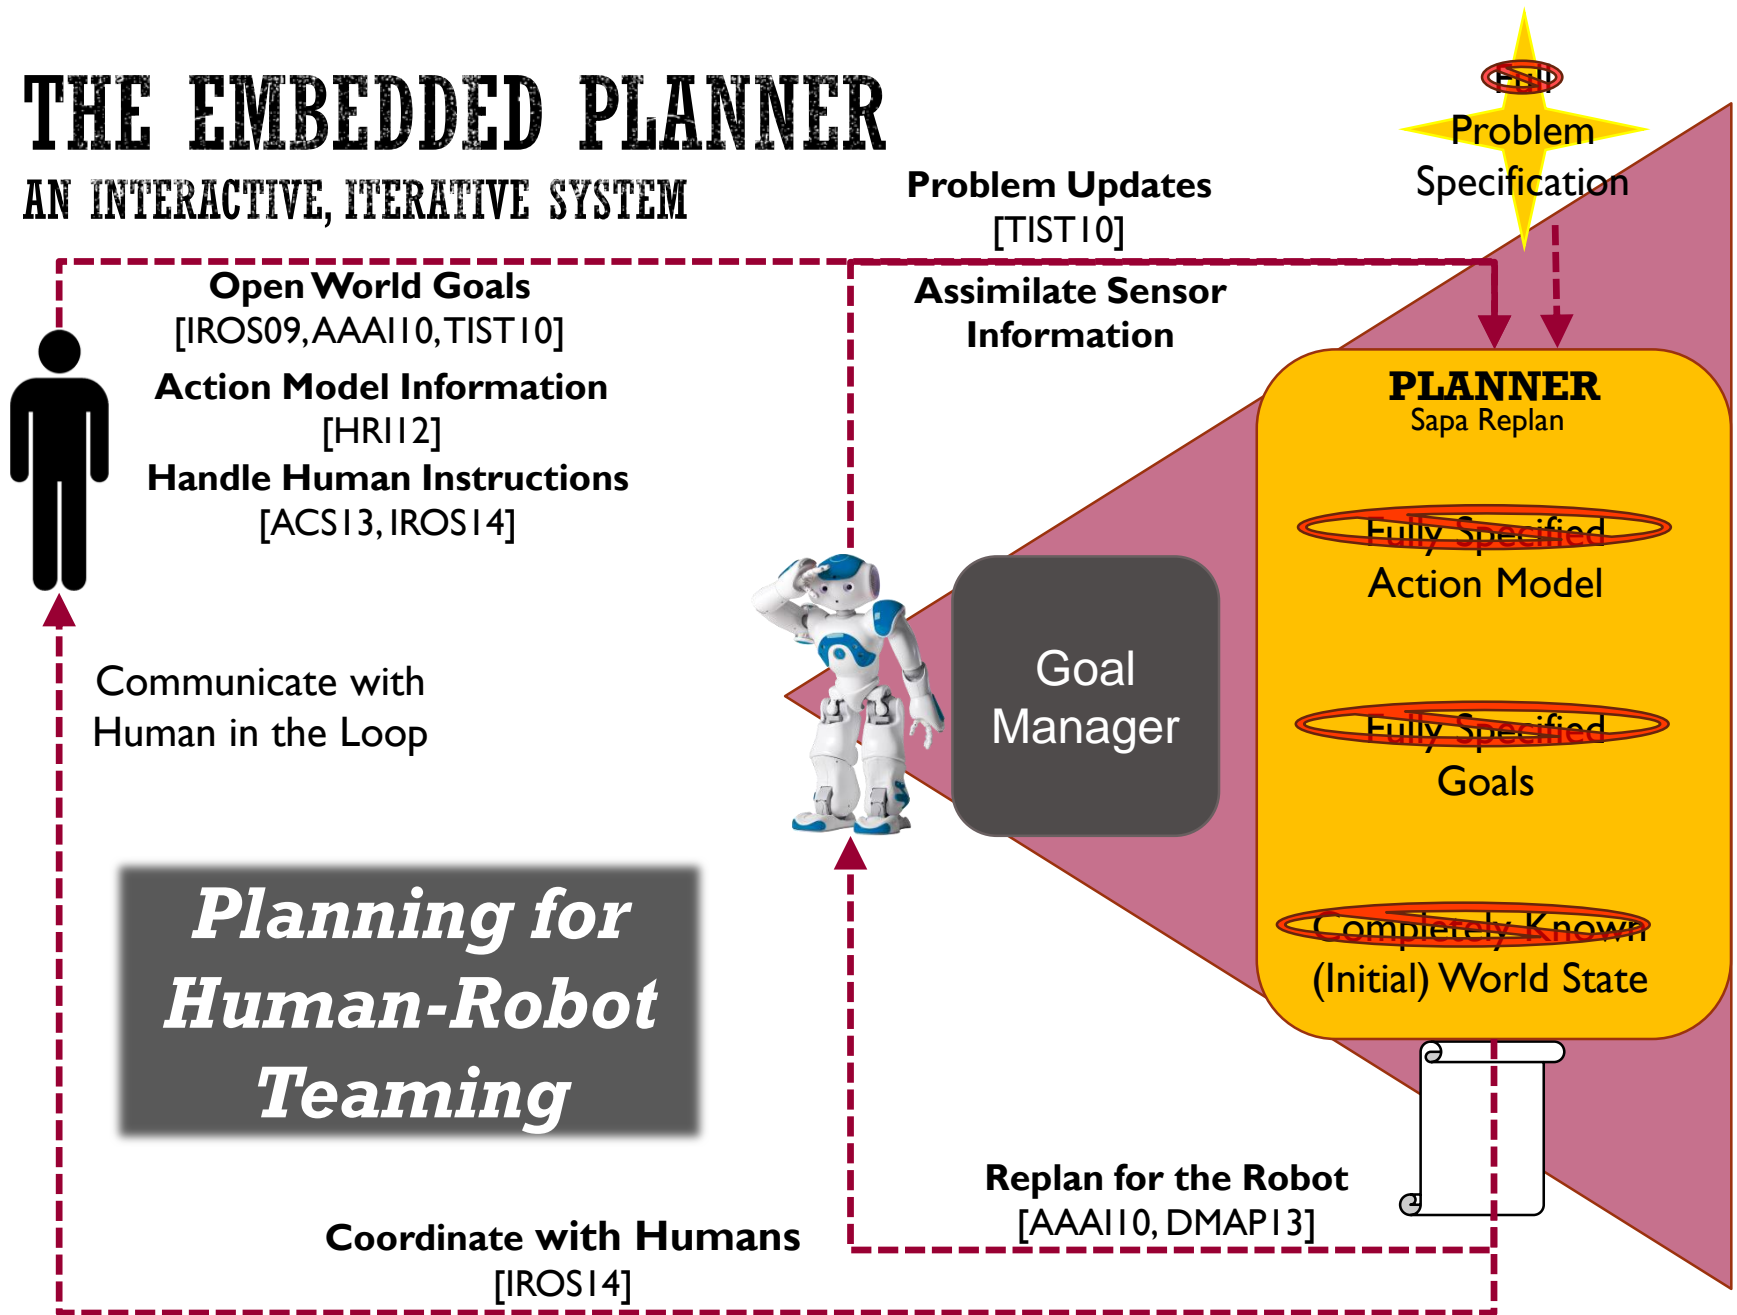 THE EMBEDDED PLANNER
AN INTERACTIVE, ITERATIVE SYSTEM
Full
Problem
Specification
Problem Updates
[TIST10]
Assimilate Sensor
Information
Open World Goals
[IROS09, AAAI10, TIST10]
Action Model Information
[HRI12]
Handle Human Instructions
[ACS13, IROS14]
PLANNER
Sapa Replan
Fully Specified
Action Model
Fully Specified
Goals
Completely Known
(Initial) World State
Goal
Manager
Communicate with
Human in the Loop
Planning for
Human-Robot
Teaming
Replan for the Robot
[AAAI10, DMAP13]
Coordinate with Humans
[IROS14]